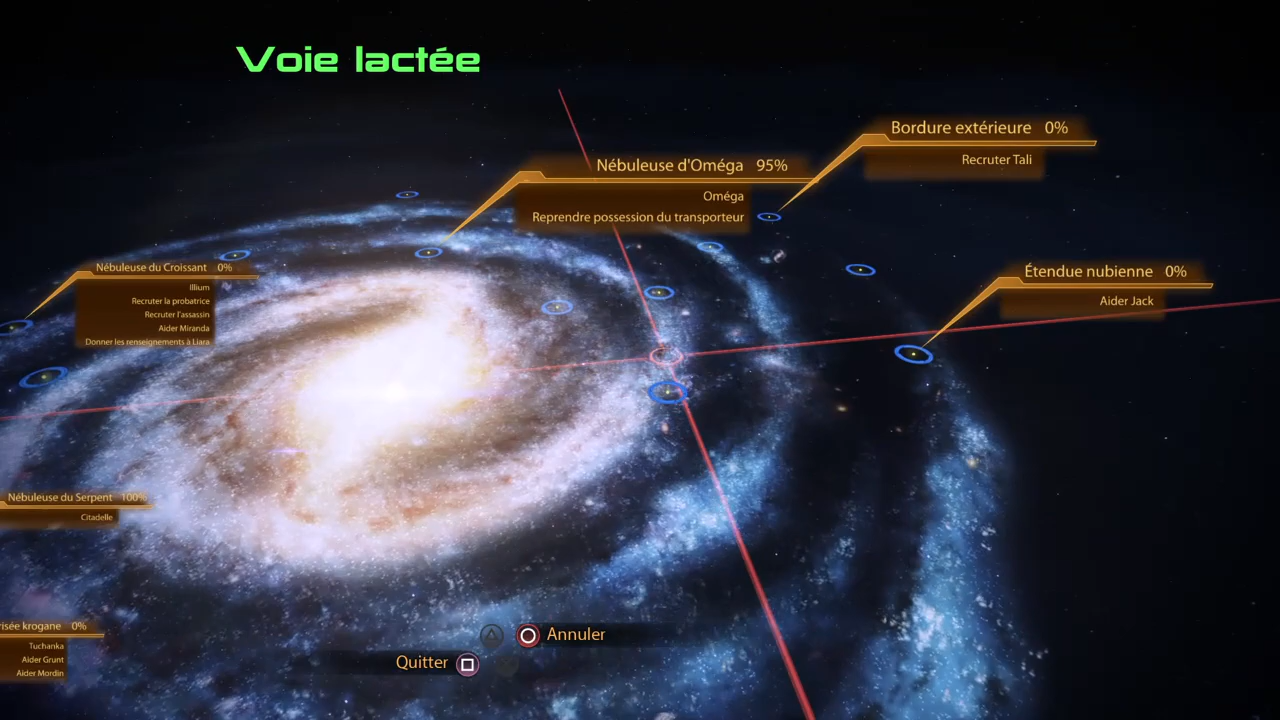 Voie lactée
Bordure extérieure 0%
Recruter Tali
Nébuleuse d'Oméga 95%
Oméga
Reprendre possession du transporteur
Nébuleuse du Croissant 0%
Illium
Recruter la probatrice
Recruter l'assassin
Aider Miranda
Donner les renseignements à Liara
Étendue nubienne 0%
Aider Jack
Nébuleuse du Serpent 100%
Citadelle
krogane 0%
Tuchanka
Aider Grunt
Aider Mordin
Annuler
Quitter